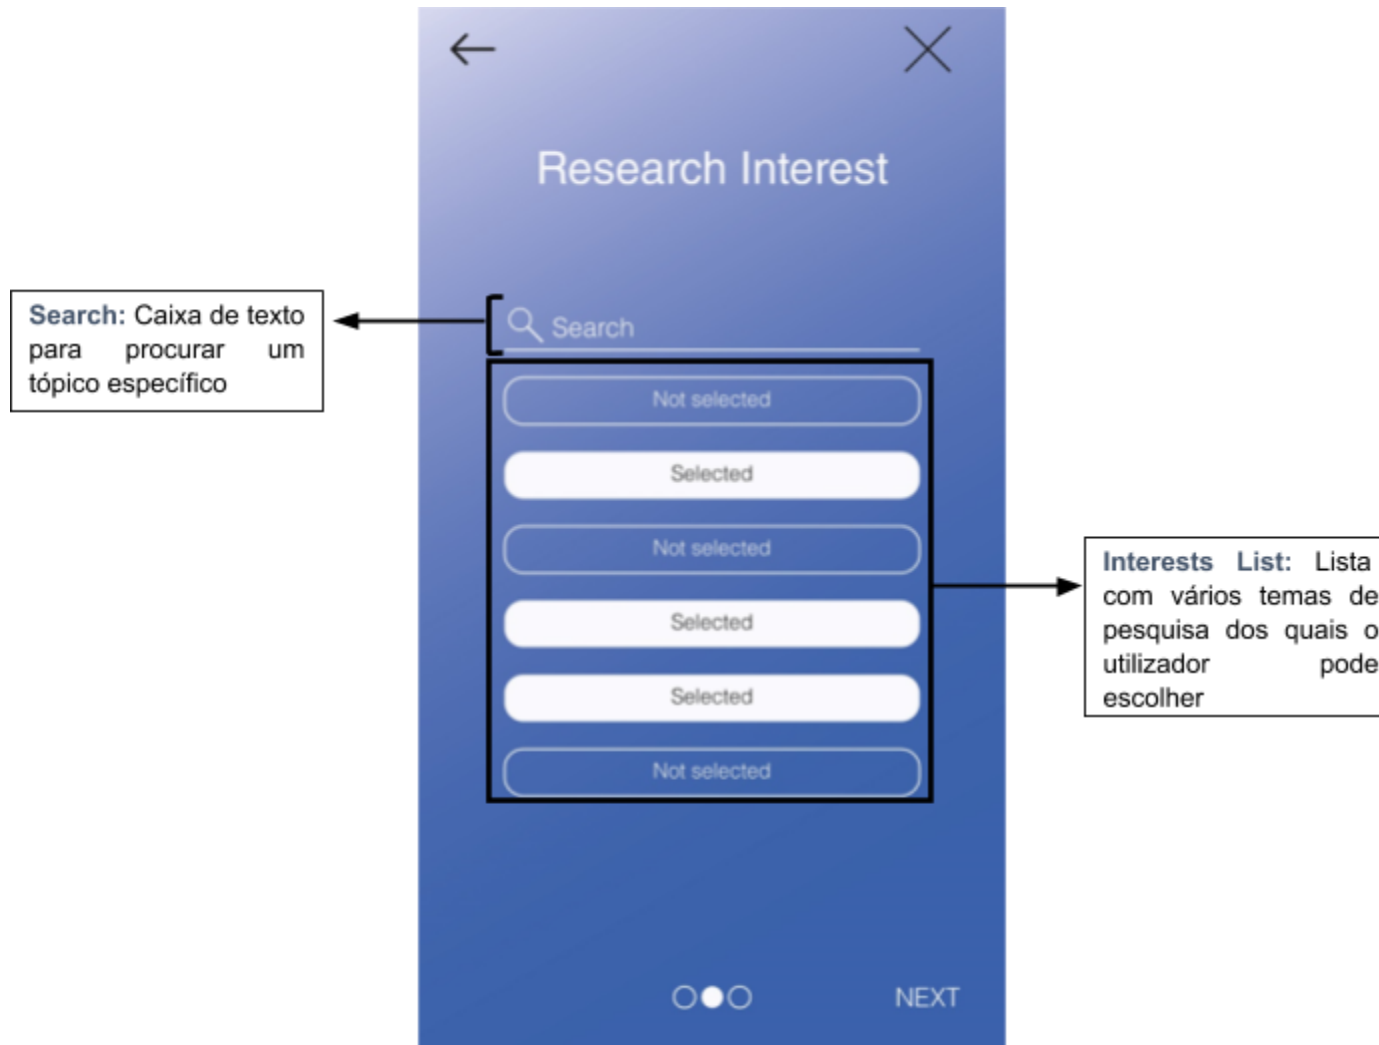 Research Interest
Search: Caixa de texto
para procurar um
tópico específico
Search
Not selected
Selected
Not selected
Selected
Selected
Not selected
Interests List: Lista
com vários temas de
pesquisa dos quais o
utilizador pode
escolher
NEXT